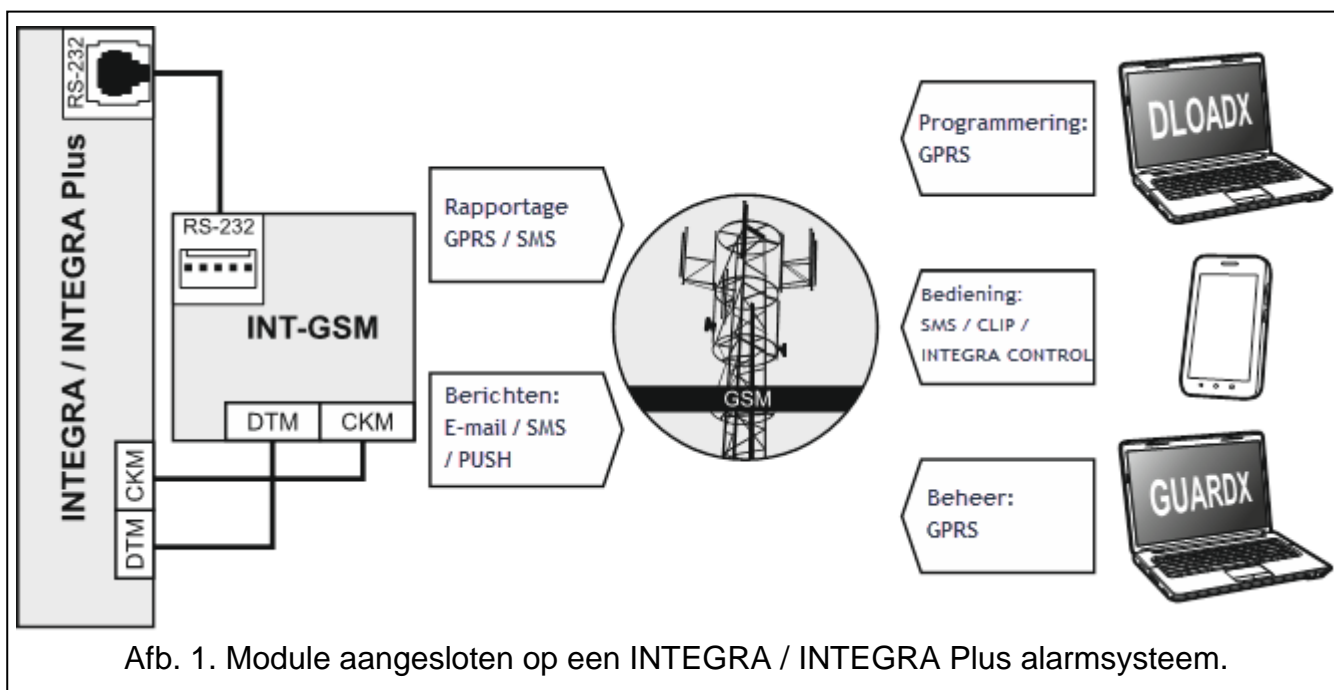 RS-232
INTEGRA / INTEGRA Plus
CKM
DTM
RS-232
INT-GSM
DTM
CKM
Rapportage
GPRS / SMS
Berichten:
E-mail / SMS
/ PUSH
GSM
Programmering:
GPRS
DLOADX
Bediening:
SMS / CLIP /
INTEGRA CONTROL
Beheer:
GPRS
GUARDX
Afb. 1. Module aangesloten op een INTEGRA / INTEGRA Plus alarmsysteem.